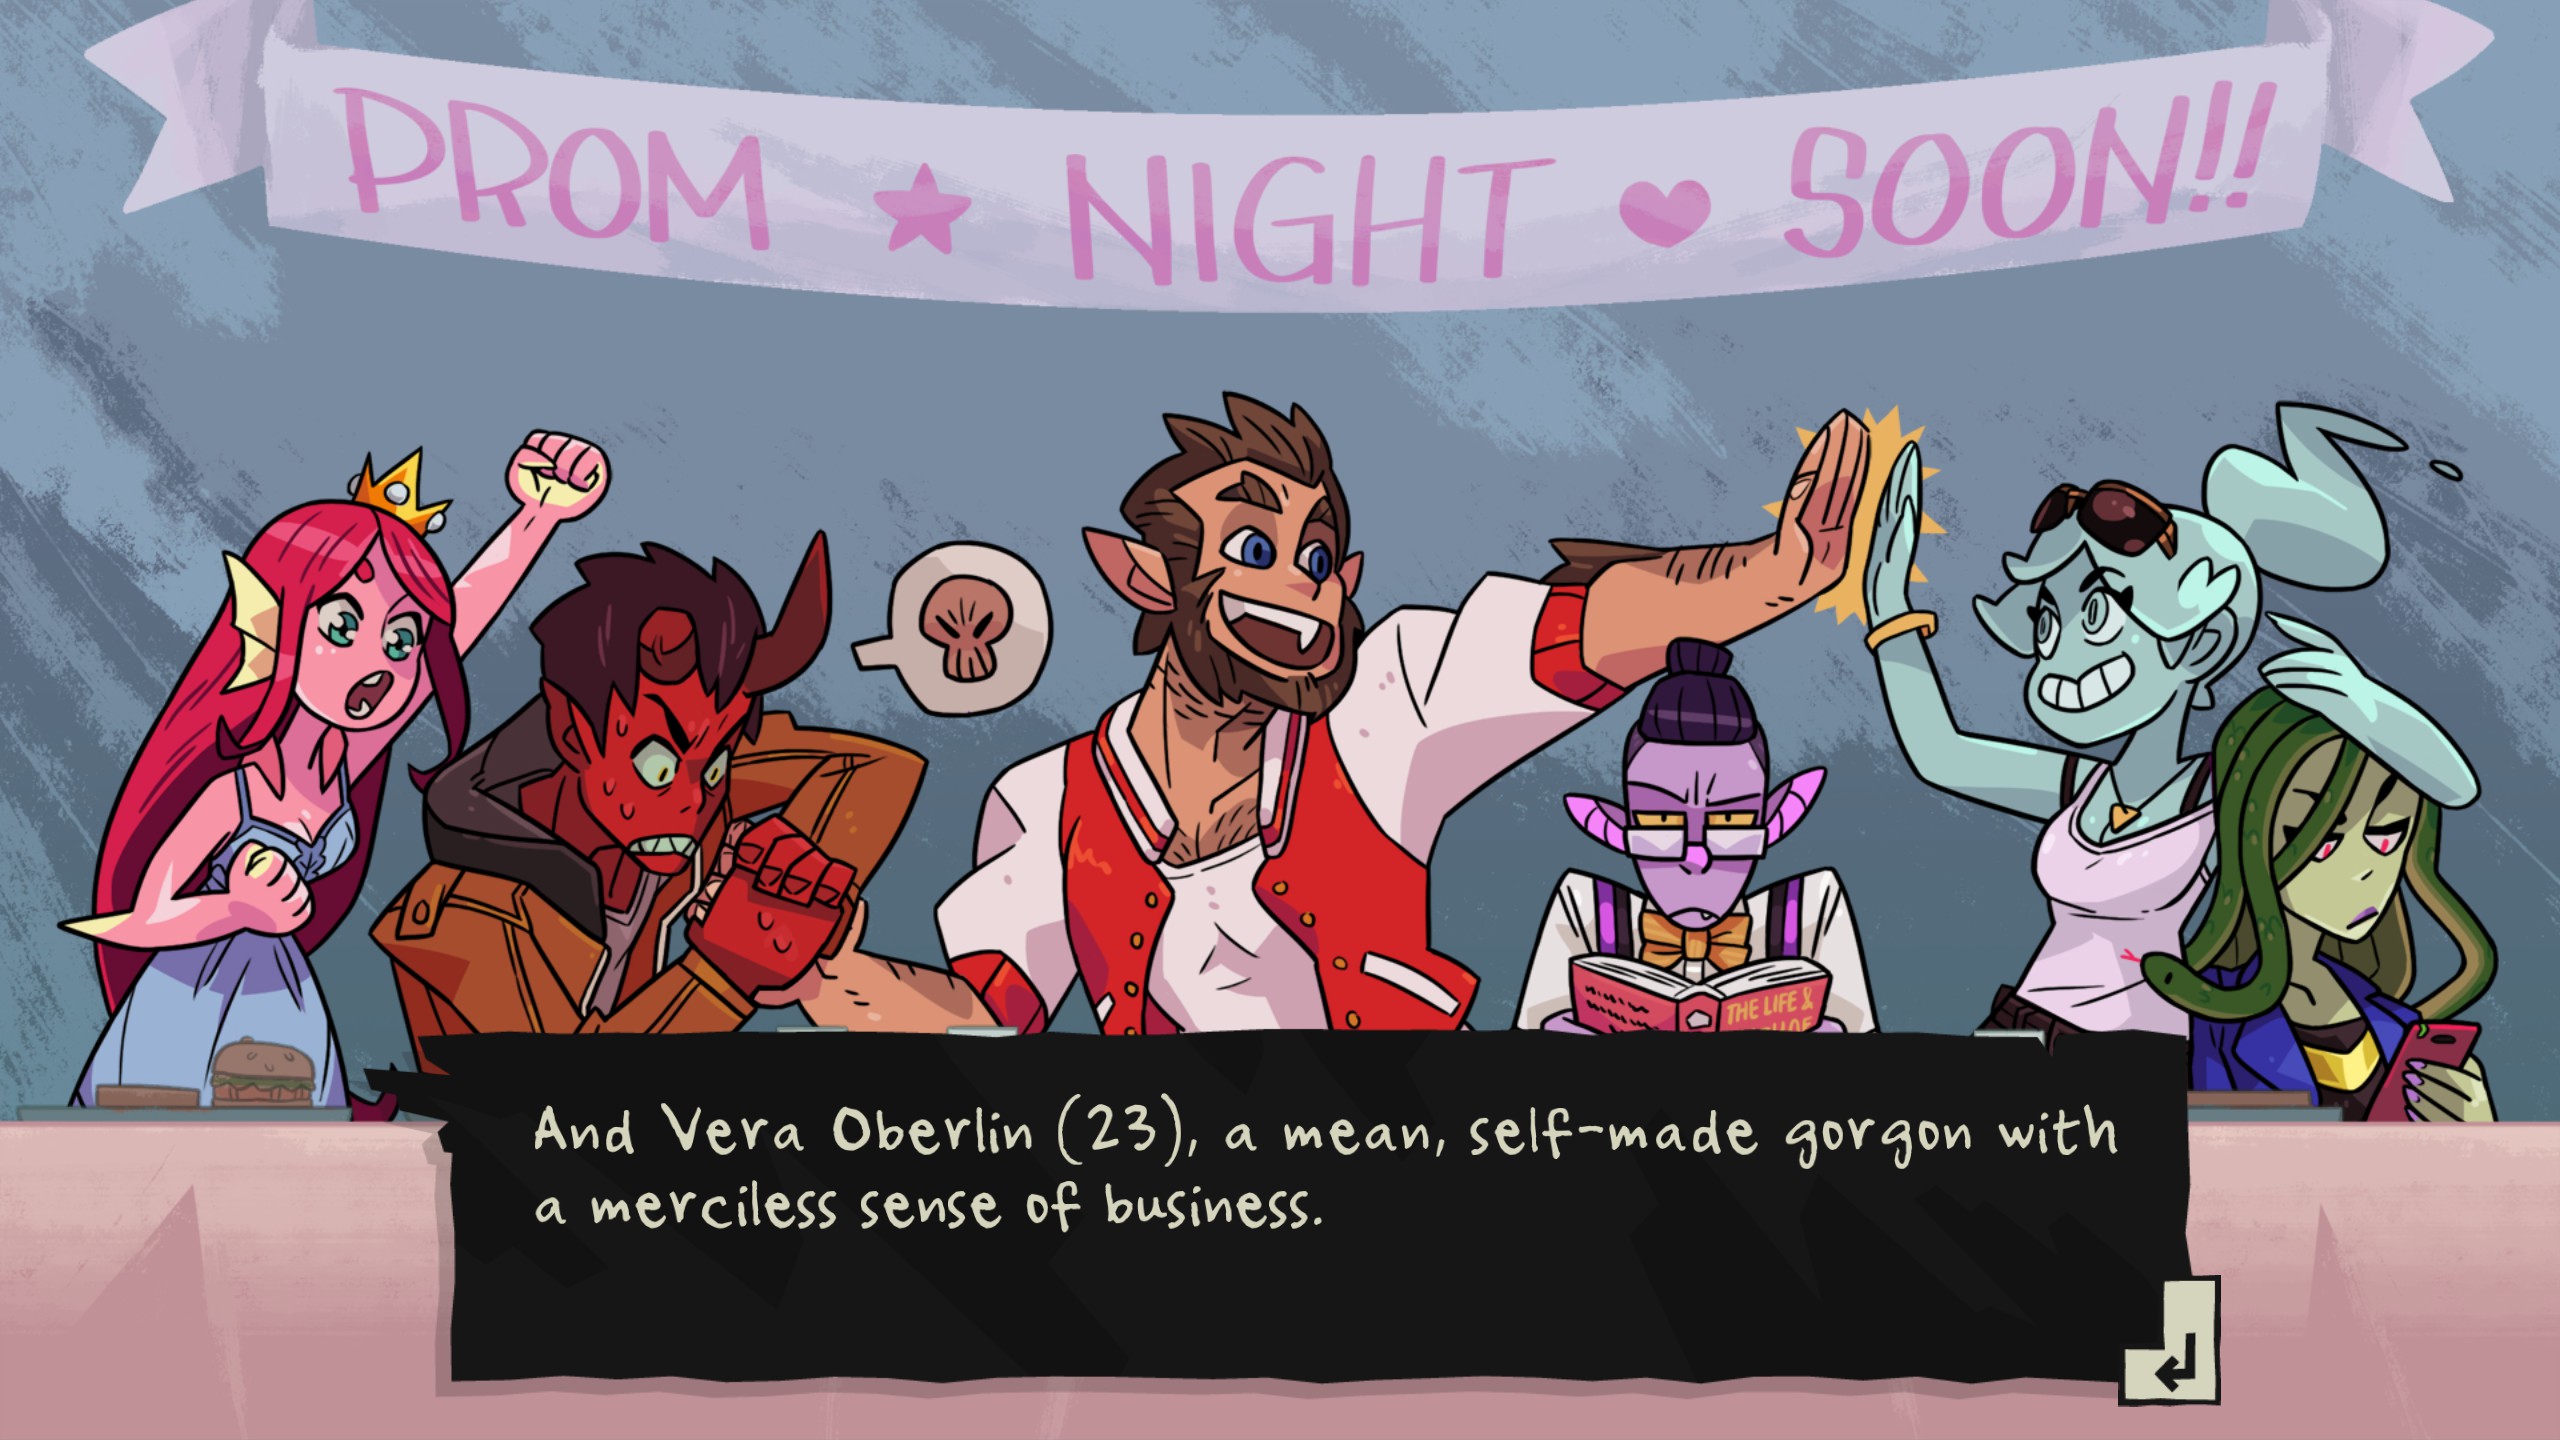 PROM ★ NIGHT ♥ SOON!!
THE LIFE &
And Vera Oberlin (23), a mean, self-made gorgon with
a merciless sense of business.